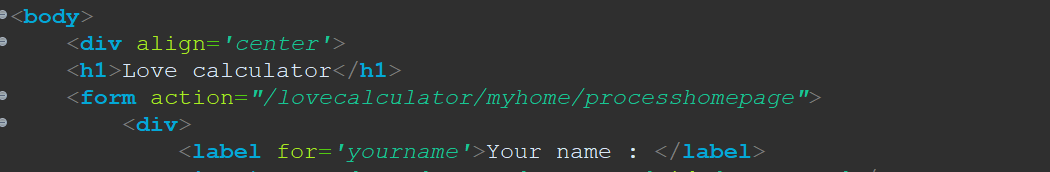 <body>
<div align='center'>
<h1>Love calculator</h1>
<form action="/lovecalculator/myhome/processhomepage">
<div>
<label for='yourname'>Your name : </label>